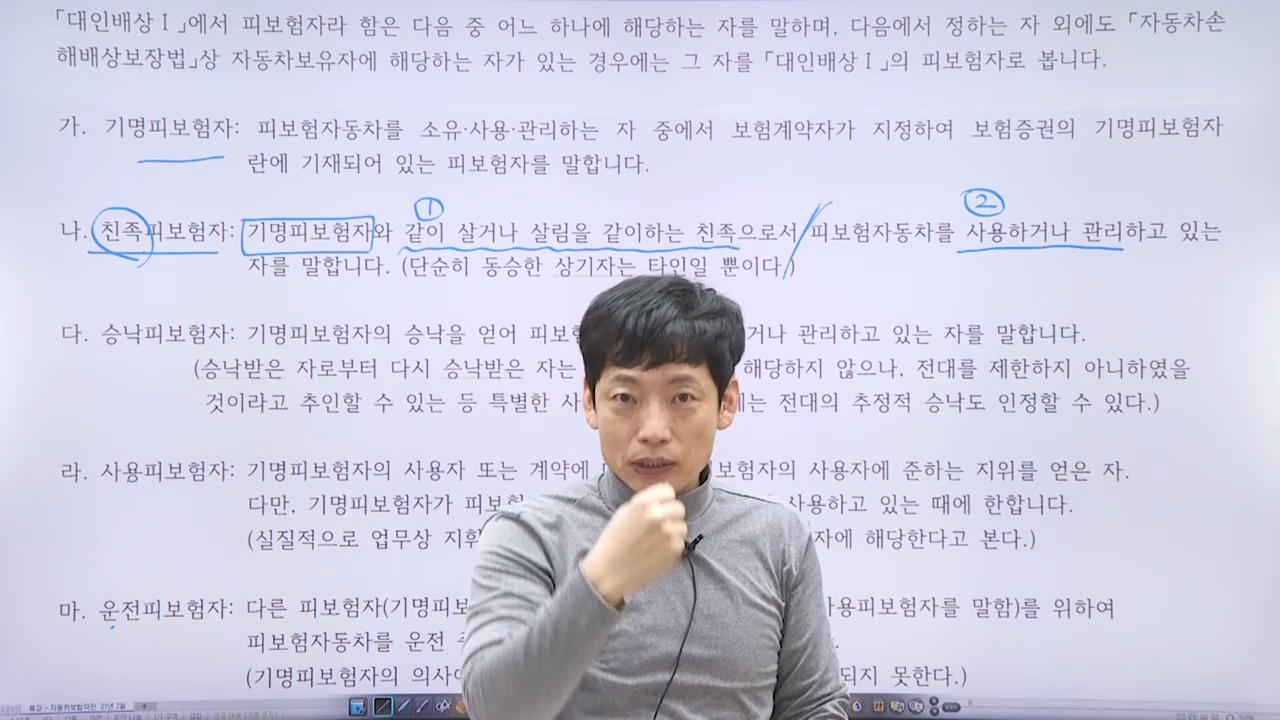 「대인배상Ⅰ」에서 피보험자라 함은 다음 중 어느 하나에 해당하는 자를 말하며, 다음에서 정하는 자 외에도 「자동차손
해배상보장법」상 자동차보유자에 해당하는 자가 있는 경우에는 그 자를 「대인배상Ⅰ」의 피보험자로 봅니다.
가. 기명피보험자: 피보험자동차를 소유·사용·관리하는 자 중에서 보험계약자가 지정하여 보험증권의 기명피보험자
란에 기재되어 있는 피보험자를 말합니다.
① ②
나. 친족피보험자: 기명피보험자와 같이 살거나 살림을 같이하는 친족으로서 피보험자동차를 사용하거나 관리하고 있는
자를 말합니다. (단순히 동승한 상기자는 타인일 뿐이다.)
다. 승낙피보험자: 기명피보험자의 승낙을 얻어 거나 관리하고 있는 자를 말합니다.
(승낙받은 자로부터 다시 승낙받은 자는 해당하지 않으나, 전대를 제한하지 아니하였을
것이라고 추인할 수 있는 등 특별한 전대의 추정적 승낙도 인정할 수 있다.)
라. 사용피보험자: 기명피보험자의 사용자 또는 계약에 보험자의 사용자에 준하는 지위를 얻은 자.
다만, 기명피보험자가 사용하고 있는 때에 한합니다.
(실질적으로 업무상 자에 해당한다고 본다.)
마. 운전피보험자: 다른 사용피보험자를 말함)를 위하여
피보험자동차를 운전
(기명피보험자의 되지 못한다.)
특강 - 자동차보험약관 21년 2월